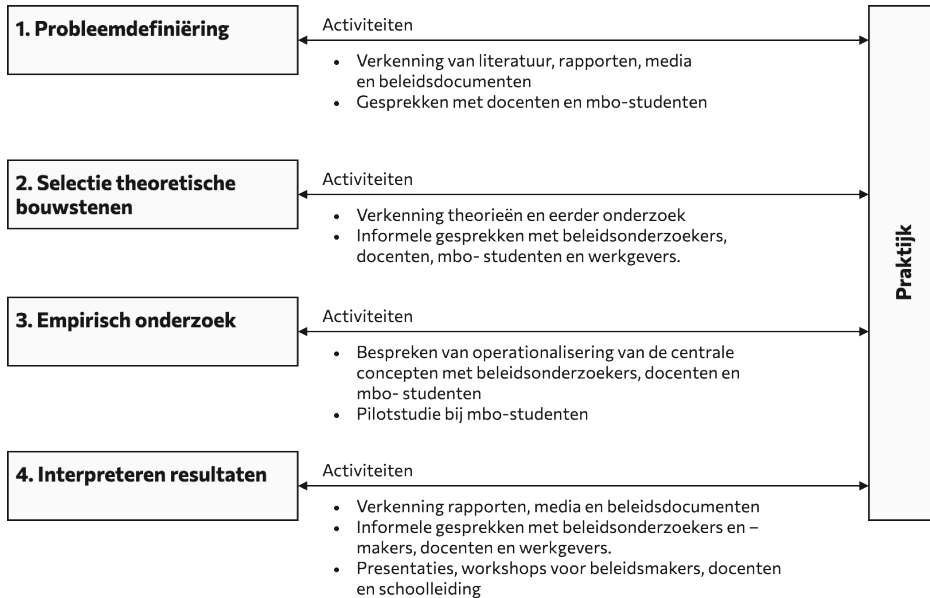 1. Probleemdefiniëring
Activiteiten
• Verkenning van literatuur, rapporten, media
en beleidsdocumenten
• Gesprekken met docenten en mbo-studenten
2. Selectie theoretische
bouwstenen
Activiteiten
• Verkenning theorieën en eerder onderzoek
• Informele gesprekken met beleidsonderzoekers,
docenten, mbo- studenten en werkgevers.
3. Empirisch onderzoek
Activiteiten
• Bespreken van operationalisering van de centrale
concepten met beleidsonderzoekers, docenten en
mbo- studenten
• Pilotstudie bij mbo-studenten
4. Interpreteren resultaten
Activiteiten
• Verkenning rapporten, media en beleidsdocumenten
• Informele gesprekken met beleidsonderzoekers en –
makers, docenten en werkgevers.
• Presentaties, workshops voor beleidsmakers, docenten
en schoolleiding
Praktijk